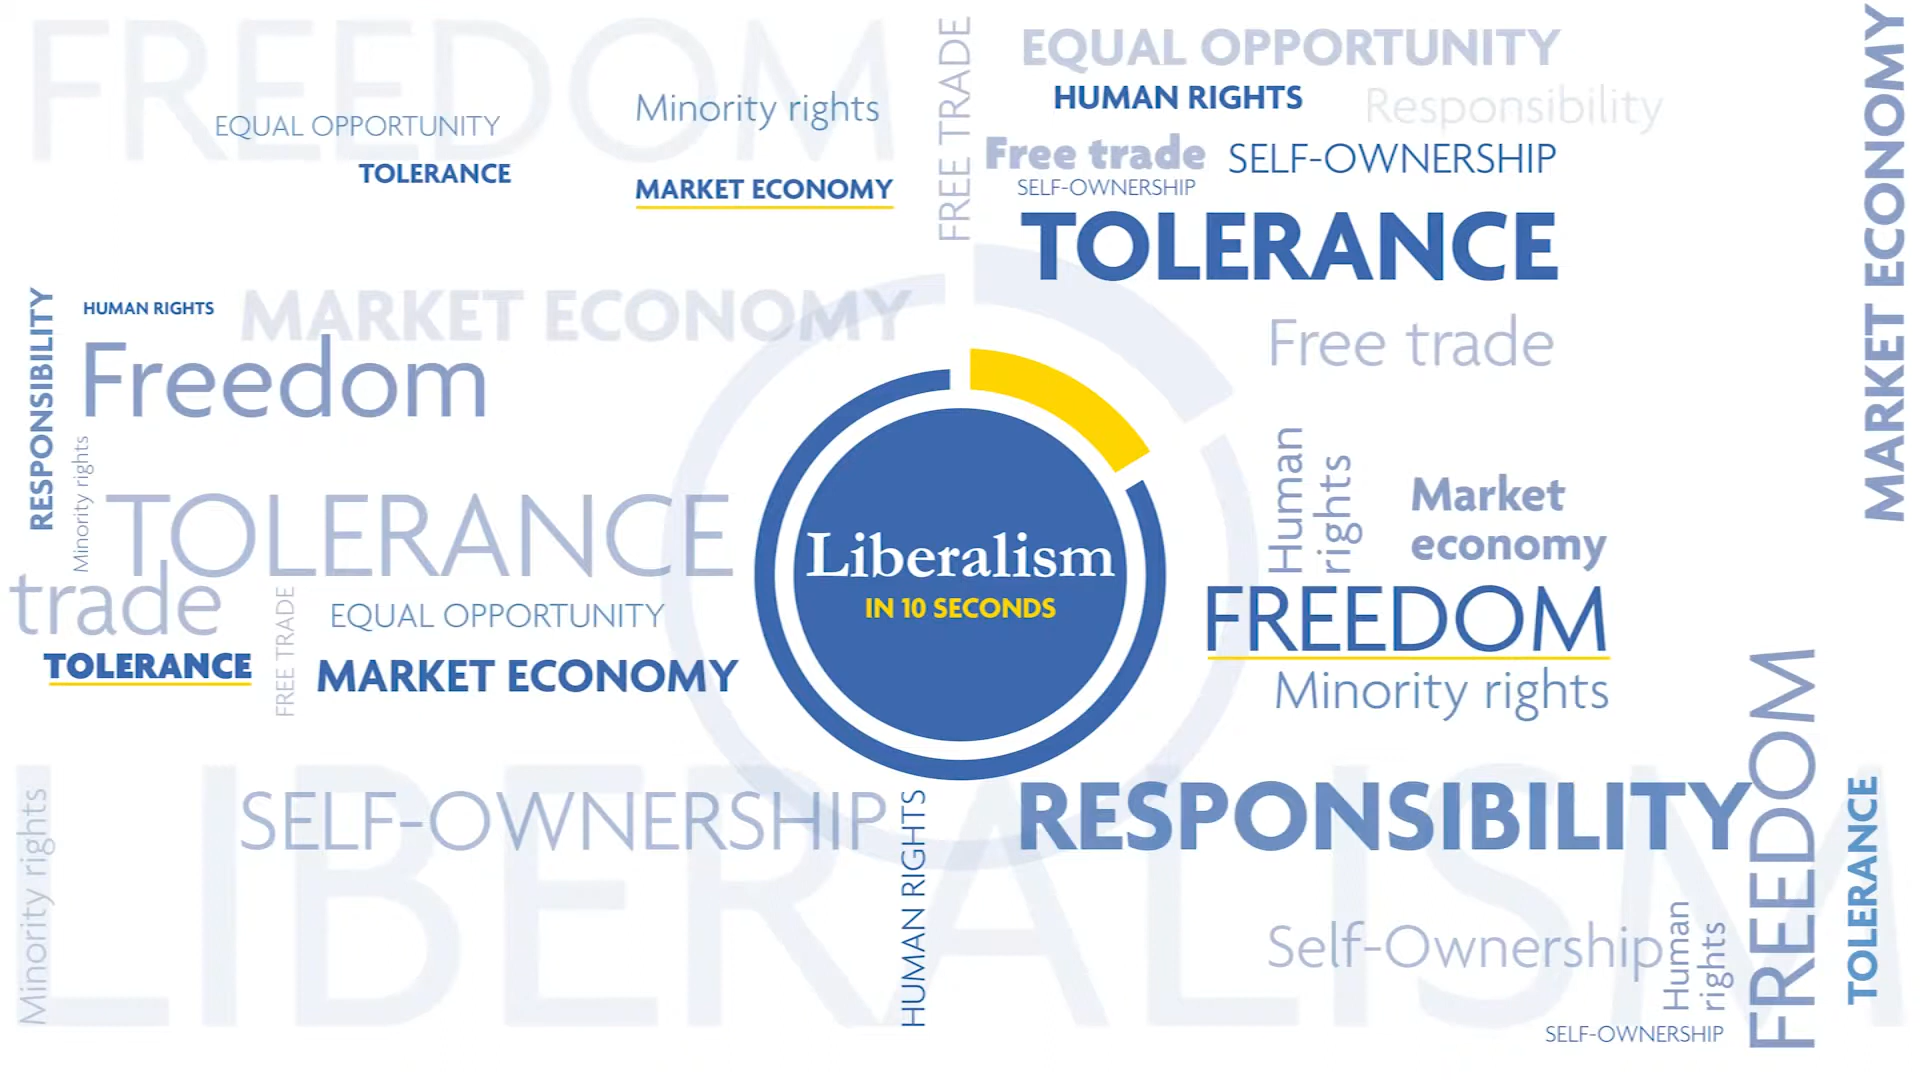 FREEDOM
EQUAL OPPORTUNITY
TOLERANCE
Minority rights
MARKET ECONOMY
FREE TRADE
EQUAL OPPORTUNITY
HUMAN RIGHTS
Responsibility
Free trade
SELF-OWNERSHIP
SELF-OWNERSHIP
TOLERANCE
Free trade
MARKET ECONOMY
RESPONSIBILITY
HUMAN RIGHTS
MARKET ECONOMY
Freedom
Minority rights
TOLERANCE
trade
TOLERANCE
FREE TRADE
EQUAL OPPORTUNITY
MARKET ECONOMY
Liberalism
IN 10 SECONDS
Human
rights
Market
economy
FREEDOM
Minority rights
LIBERALISM
Minority rights
SELF-OWNERSHIP
HUMAN RIGHTS
RESPONSIBILITY
Self-Ownership
Human
rights
SELF-OWNERSHIP
FREEDOM
TOLERANCE